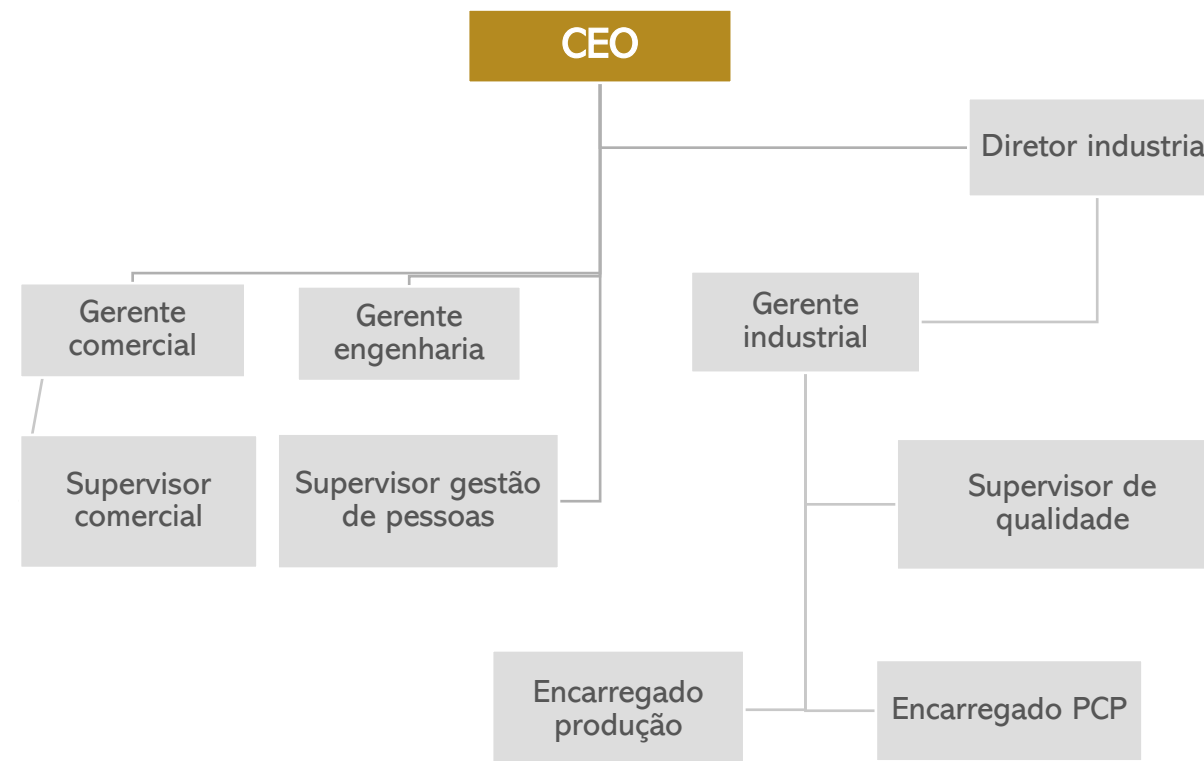 CEO
Diretor industria
Gerente
comercial
Gerente
engenharia
Gerente
industrial
Supervisor
comercial
Supervisor gestão
de pessoas
Supervisor de
qualidade
Encarregado
produção
Encarregado PCP